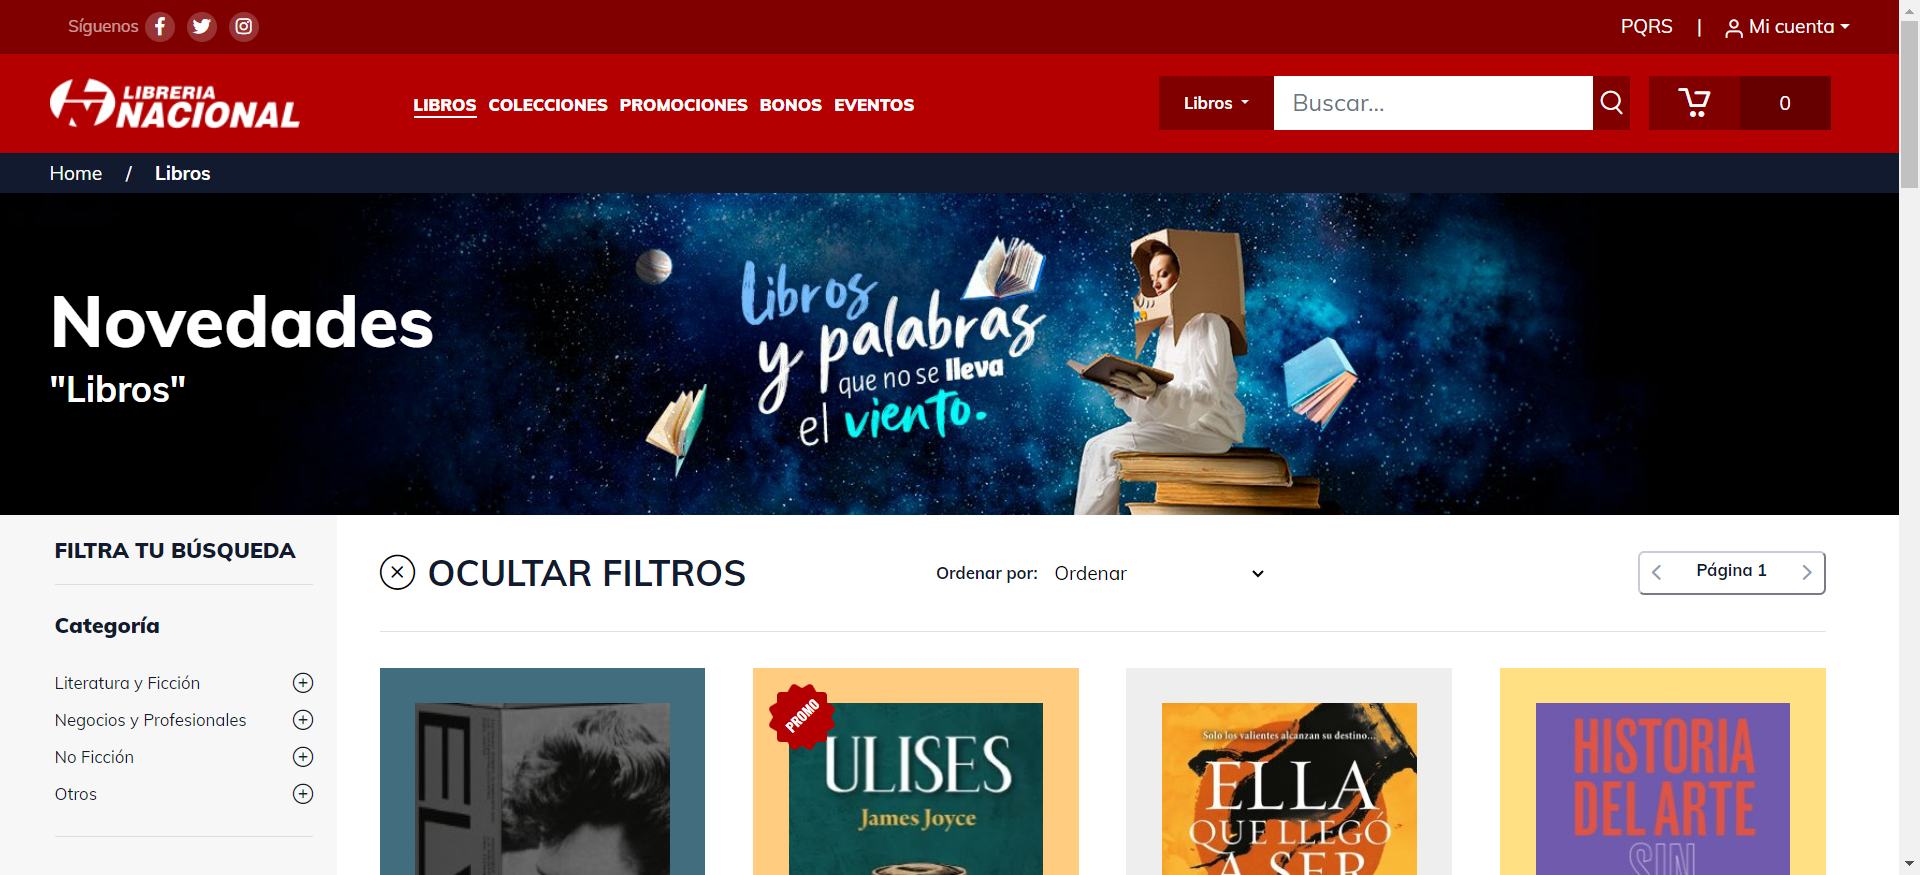 Síguenos
PQRS | Mi cuenta
LIBRERIA
NACIONAL
LIBROS COLECCIONES PROMOCIONES BONOS EVENTOS
Libros
Buscar...
0
Home / Libros
Novedades
"Libros"
Libros
y palabras
que no se lleva
el viento.
FILTRA TU BÚSQUEDA
Categoría
Literatura y Ficción
Negocios y Profesionales
No Ficción
Otros
OCULTAR FILTROS
Ordenar por: Ordenar
Página 1
PROMO
ULISES
James Joyce
Solo los valientes alcanzan su destino...
ELLA
QUE LLEGÓ
A SER
HISTORIA
DEL ARTE
SIN